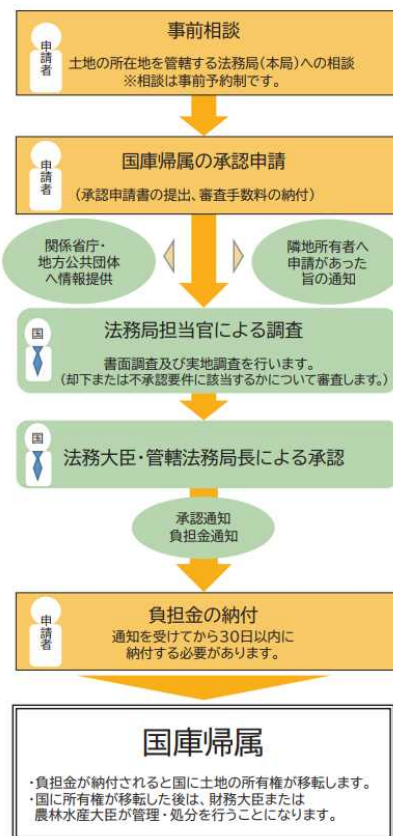 事前相談
申請者
土地の所在地を管轄する法務局(本局)への相談
※相談は事前予約制です。
国庫帰属の承認申請
申請者
(承認申請書の提出、審査手数料の納付)
関係省庁・
地方公共団体
へ情報提供
隣地所有者へ
申請があった
旨の通知
国
法務局担当官による調査
書面調査及び実地調査を行います。
(却下または不承認要件に該当するかについて審査します。)
国
法務大臣・管轄法務局長による承認
承認通知
負担金通知
申請者
負担金の納付
通知を受けてから30日以内に
納付する必要があります。
国庫帰属
・負担金が納付されると国に土地の所有権が移転します。
・国に所有権が移転した後は、財務大臣または
農林水産大臣が管理・処分を行うことになります。